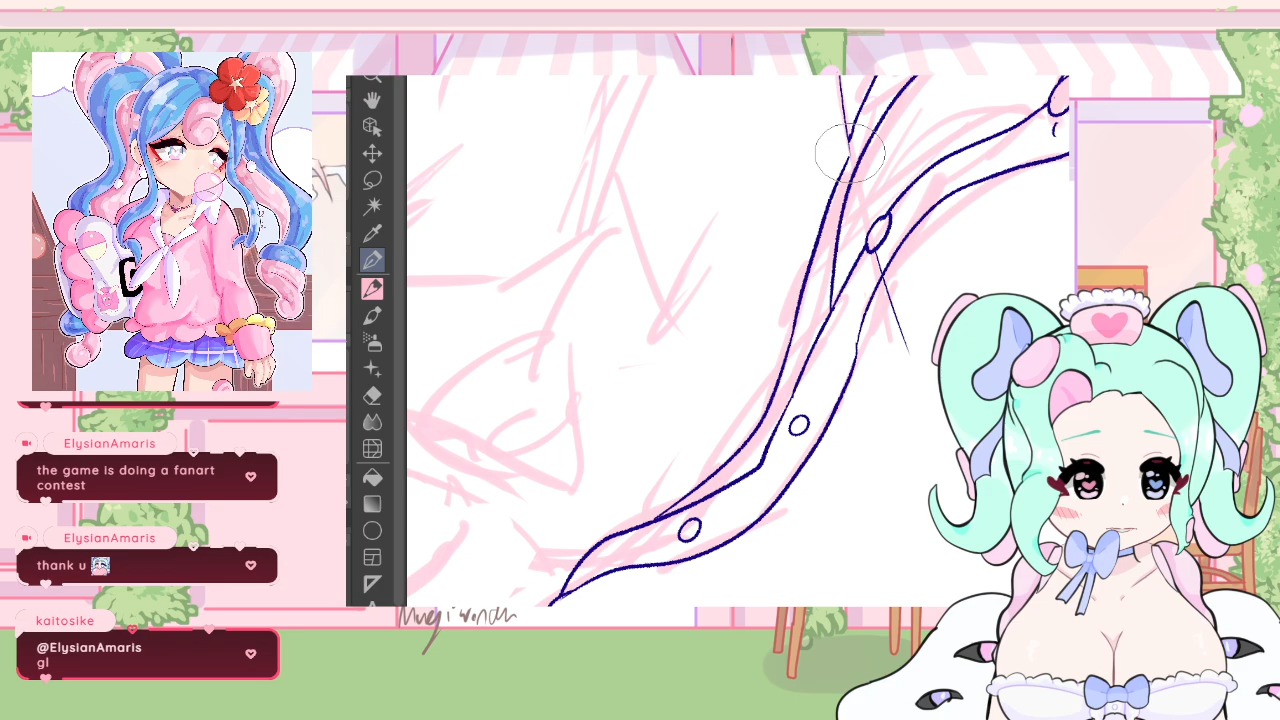 ElysianAmaris
the game is doing a fanart
contest
ElysianAmaris
thank u
kaitosike
@ElysianAmaris
gl